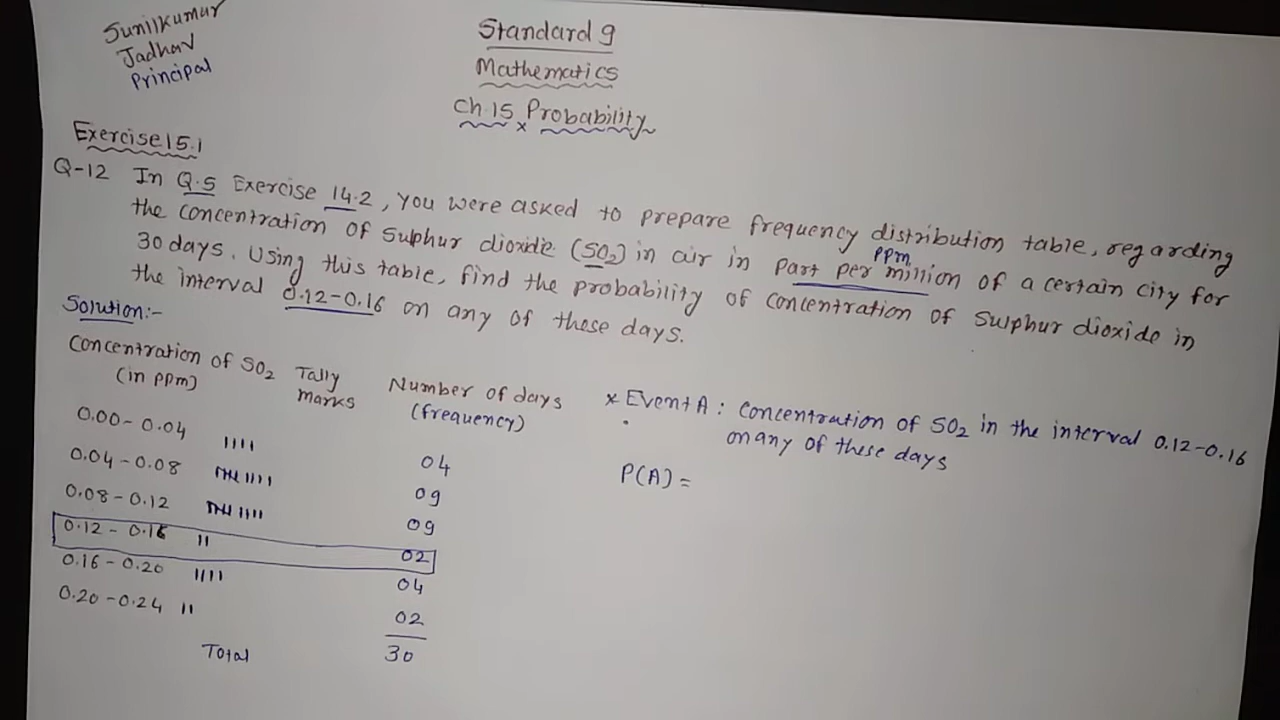 Sunilkumar
Jadhav
Principal
Standard 9
Mathematics
Ch.15 Probability
Exercise 15.1
Q-12 In Q.5 Exercise 14.2, you were asked to prepare frequency distribution table, regarding
the concentration of Sulphur dioxide (SO₂) in air in part per million of a certain city for
ppm
30 days. Using this table, find the probability of concentration of Sulphur dioxide in
the interval 0.12-0.16 on any of these days.
Solution:-
Concentration of SO₂ Tally Number of days
(in ppm) marks (frequency)
0.00-0.04 |||| 04
0.04-0.08 𝍸 |||| 09
0.08-0.12 𝍸 |||| 09
0.12-0.16 || 02
0.16-0.20 |||| 04
0.20-0.24 || 02
Total 30
× Event A : Concentration of SO₂ in the interval 0.12-0.16
on any of these days
P(A) =